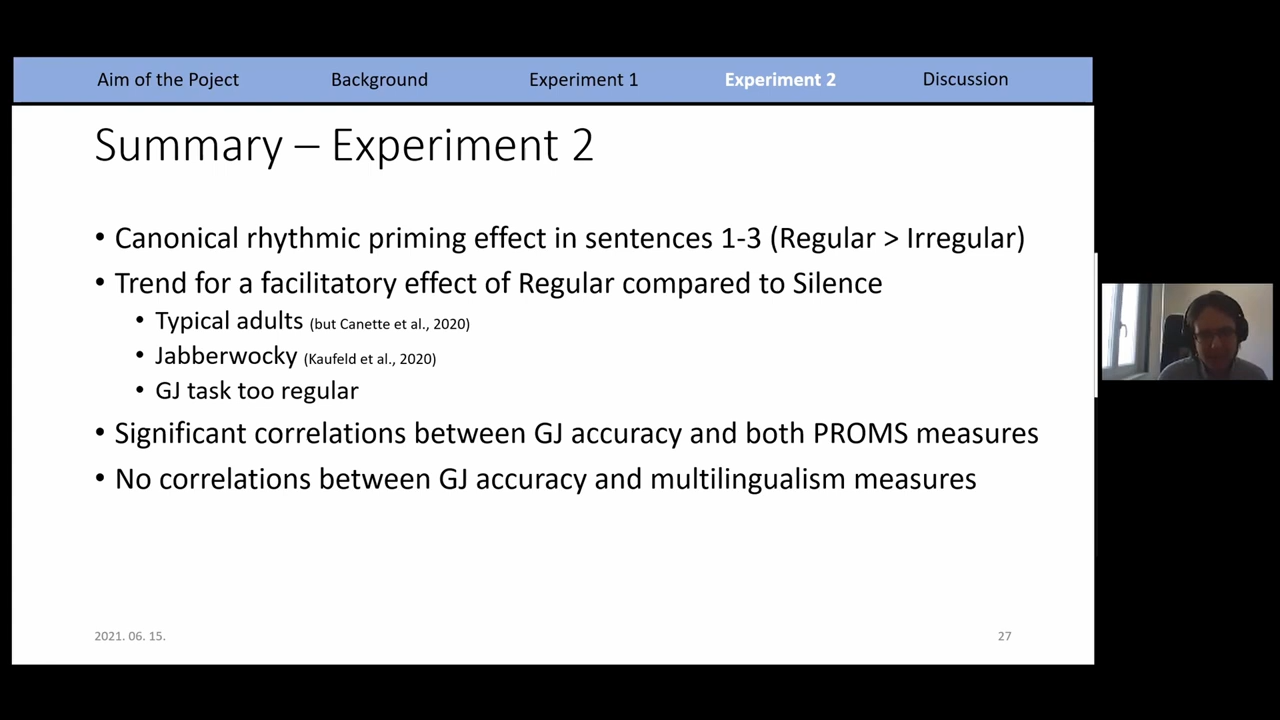 Aim of the Poject Background Experiment 1 Experiment 2 Discussion
Summary – Experiment 2
• Canonical rhythmic priming effect in sentences 1-3 (Regular > Irregular)
• Trend for a facilitatory effect of Regular compared to Silence
• Typical adults (but Canette et al., 2020)
• Jabberwocky (Kaufeld et al., 2020)
• GJ task too regular
• Significant correlations between GJ accuracy and both PROMS measures
• No correlations between GJ accuracy and multilingualism measures
2021. 06. 15. 27